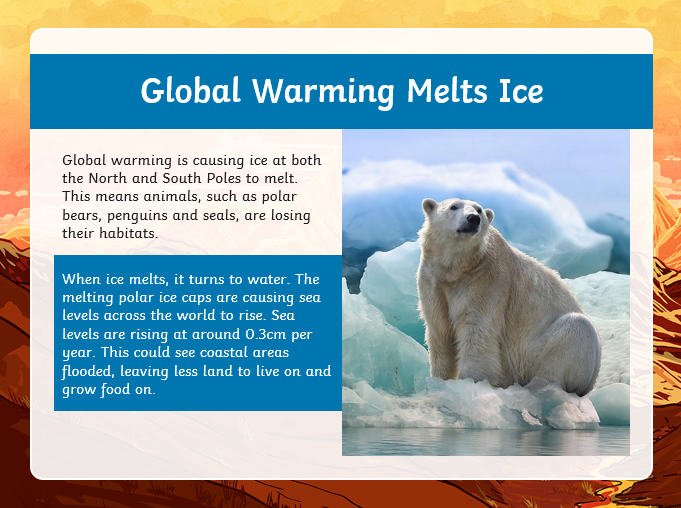 Global Warming Melts Ice
Global warming is causing ice at both
the North and South Poles to melt.
This means animals, such as polar
bears, penguins and seals, are losing
their habitats.
When ice melts, it turns to water. The
melting polar ice caps are causing sea
levels across the world to rise. Sea
levels are rising at around 0.3cm per
year. This could see coastal areas
flooded, leaving less land to live on and
grow food on.